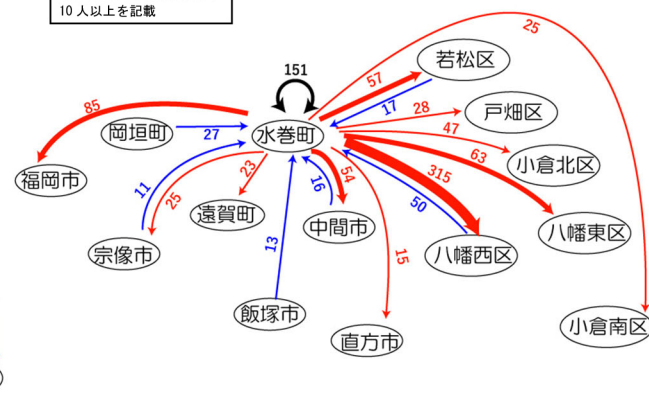 10 人以上を記載
25
若松区
151
57
17
戸畑区
85
28
岡垣町
27
水巻町
47
小倉北区
63
福岡市
23
54
315
11
25
16
遠賀町
50
中間市
八幡東区
13
宗像市
15
八幡西区
飯塚市
小倉南区
直方市